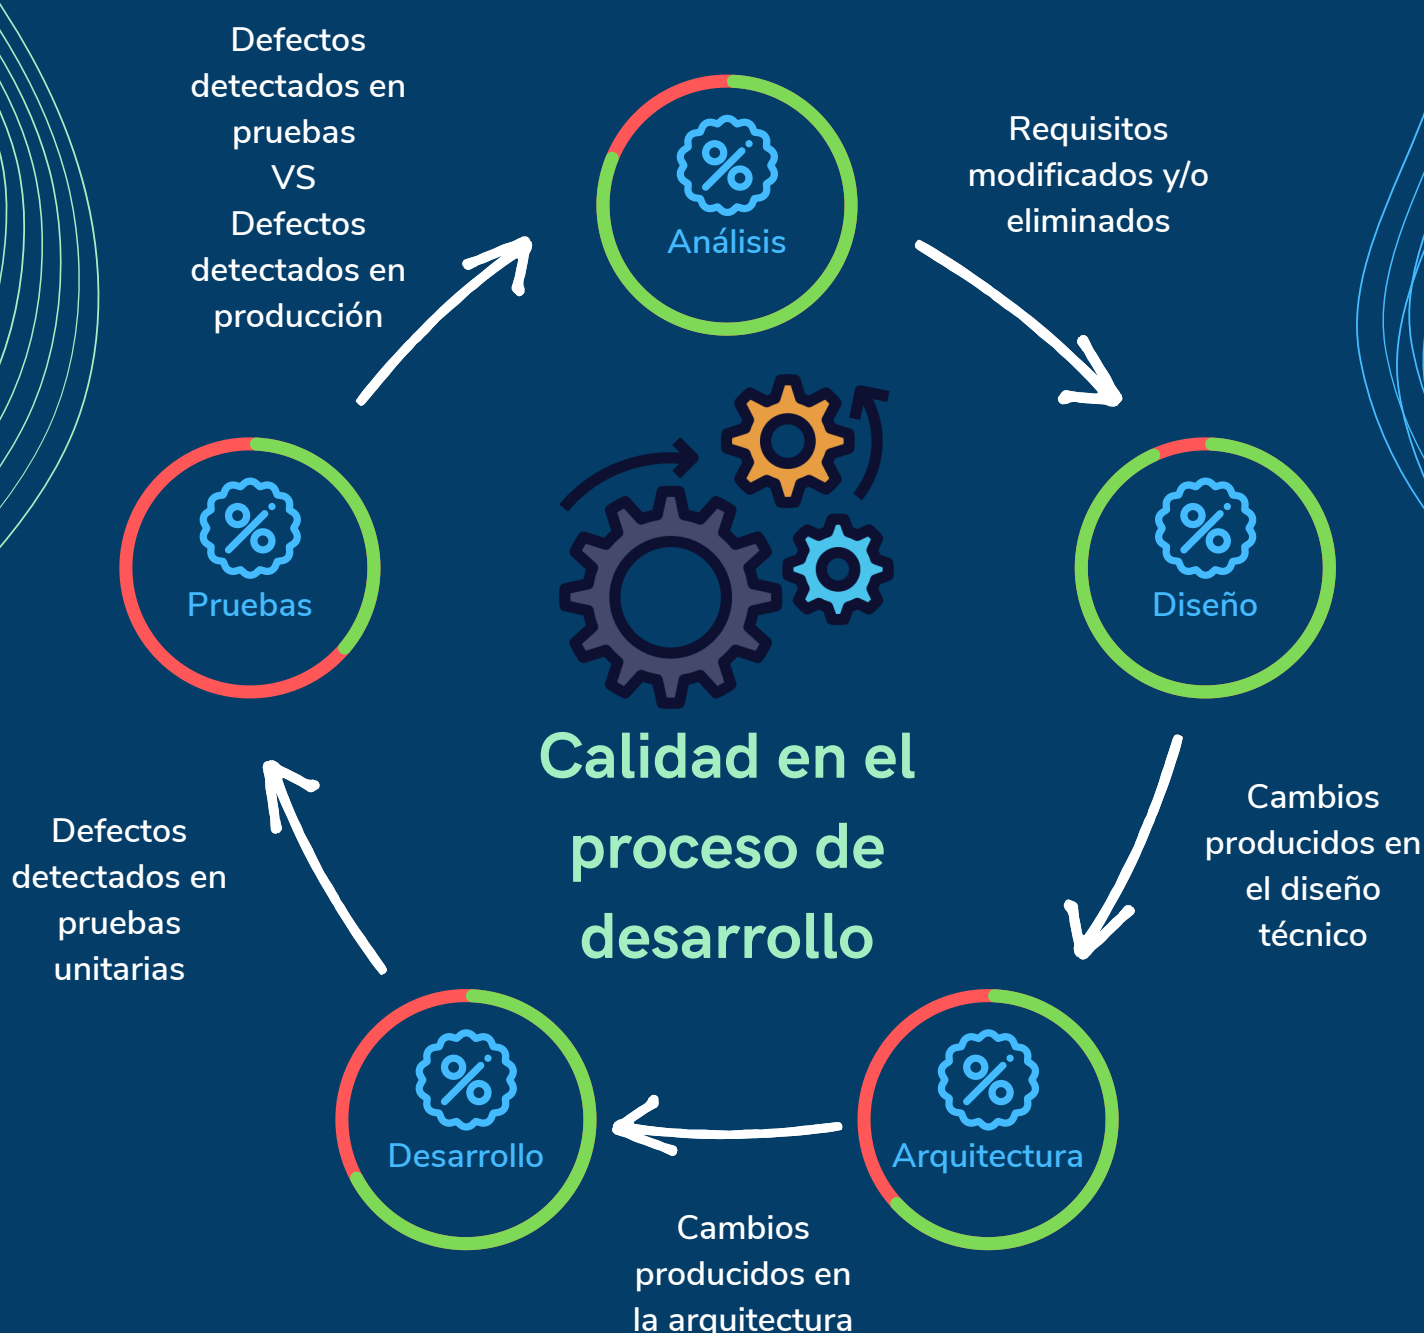 Defectos
detectados en
pruebas
VS
Defectos
detectados en
producción
Análisis
Requisitos
modificados y/o
eliminados
Pruebas
Diseño
Calidad en el
proceso de
desarrollo
Cambios
producidos en
el diseño
técnico
Defectos
detectados en
pruebas
unitarias
Desarrollo
Arquitectura
Cambios
producidos en
la arquitectura